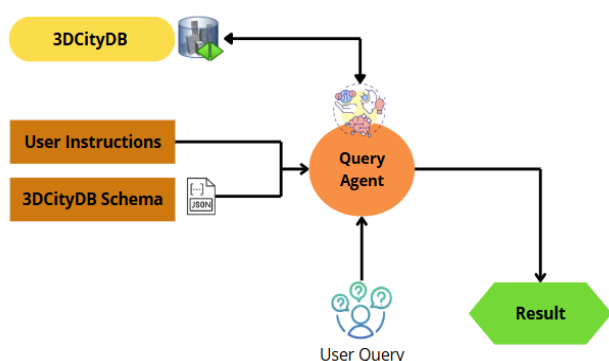 3DCityDB
User Instructions
3DCityDB Schema
{...}
JSON
Query
Agent
Result
? ? ?
User Query